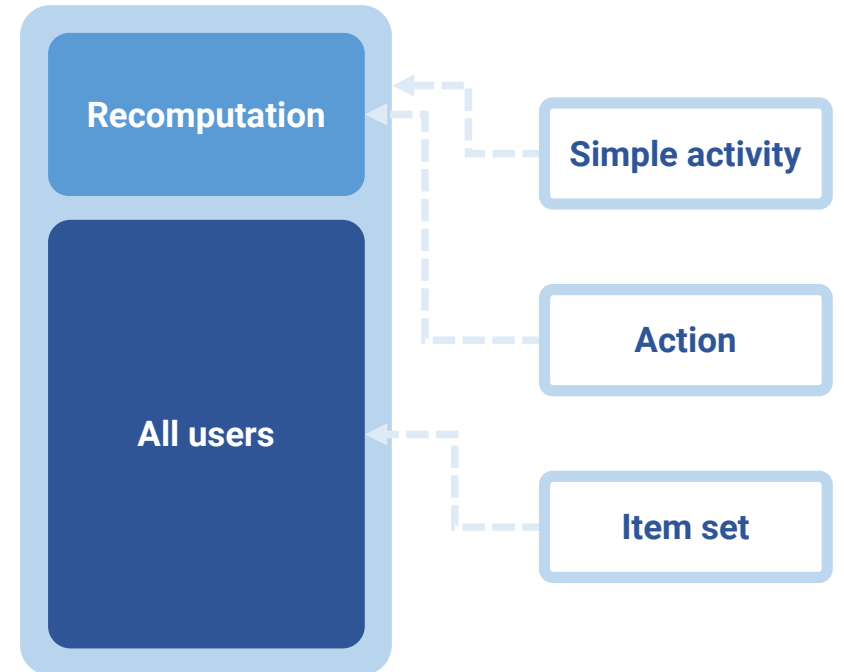 Recomputation
Simple activity
Action
All users
Item set